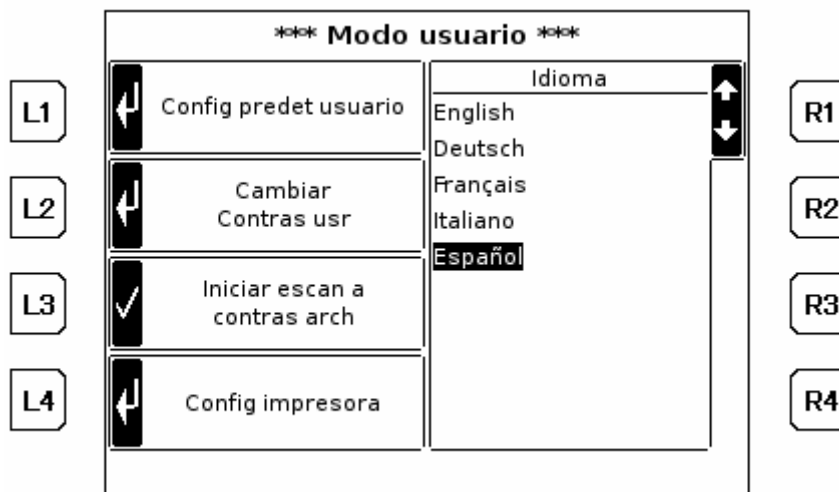 *** Modo usuario ***
L1
Config predet usuario
L2
Cambiar
Contras usr
L3
Iniciar escan a
contras arch
L4
Config impresora
Idioma
English
Deutsch
Français
Italiano
Español
R1
R2
R3
R4